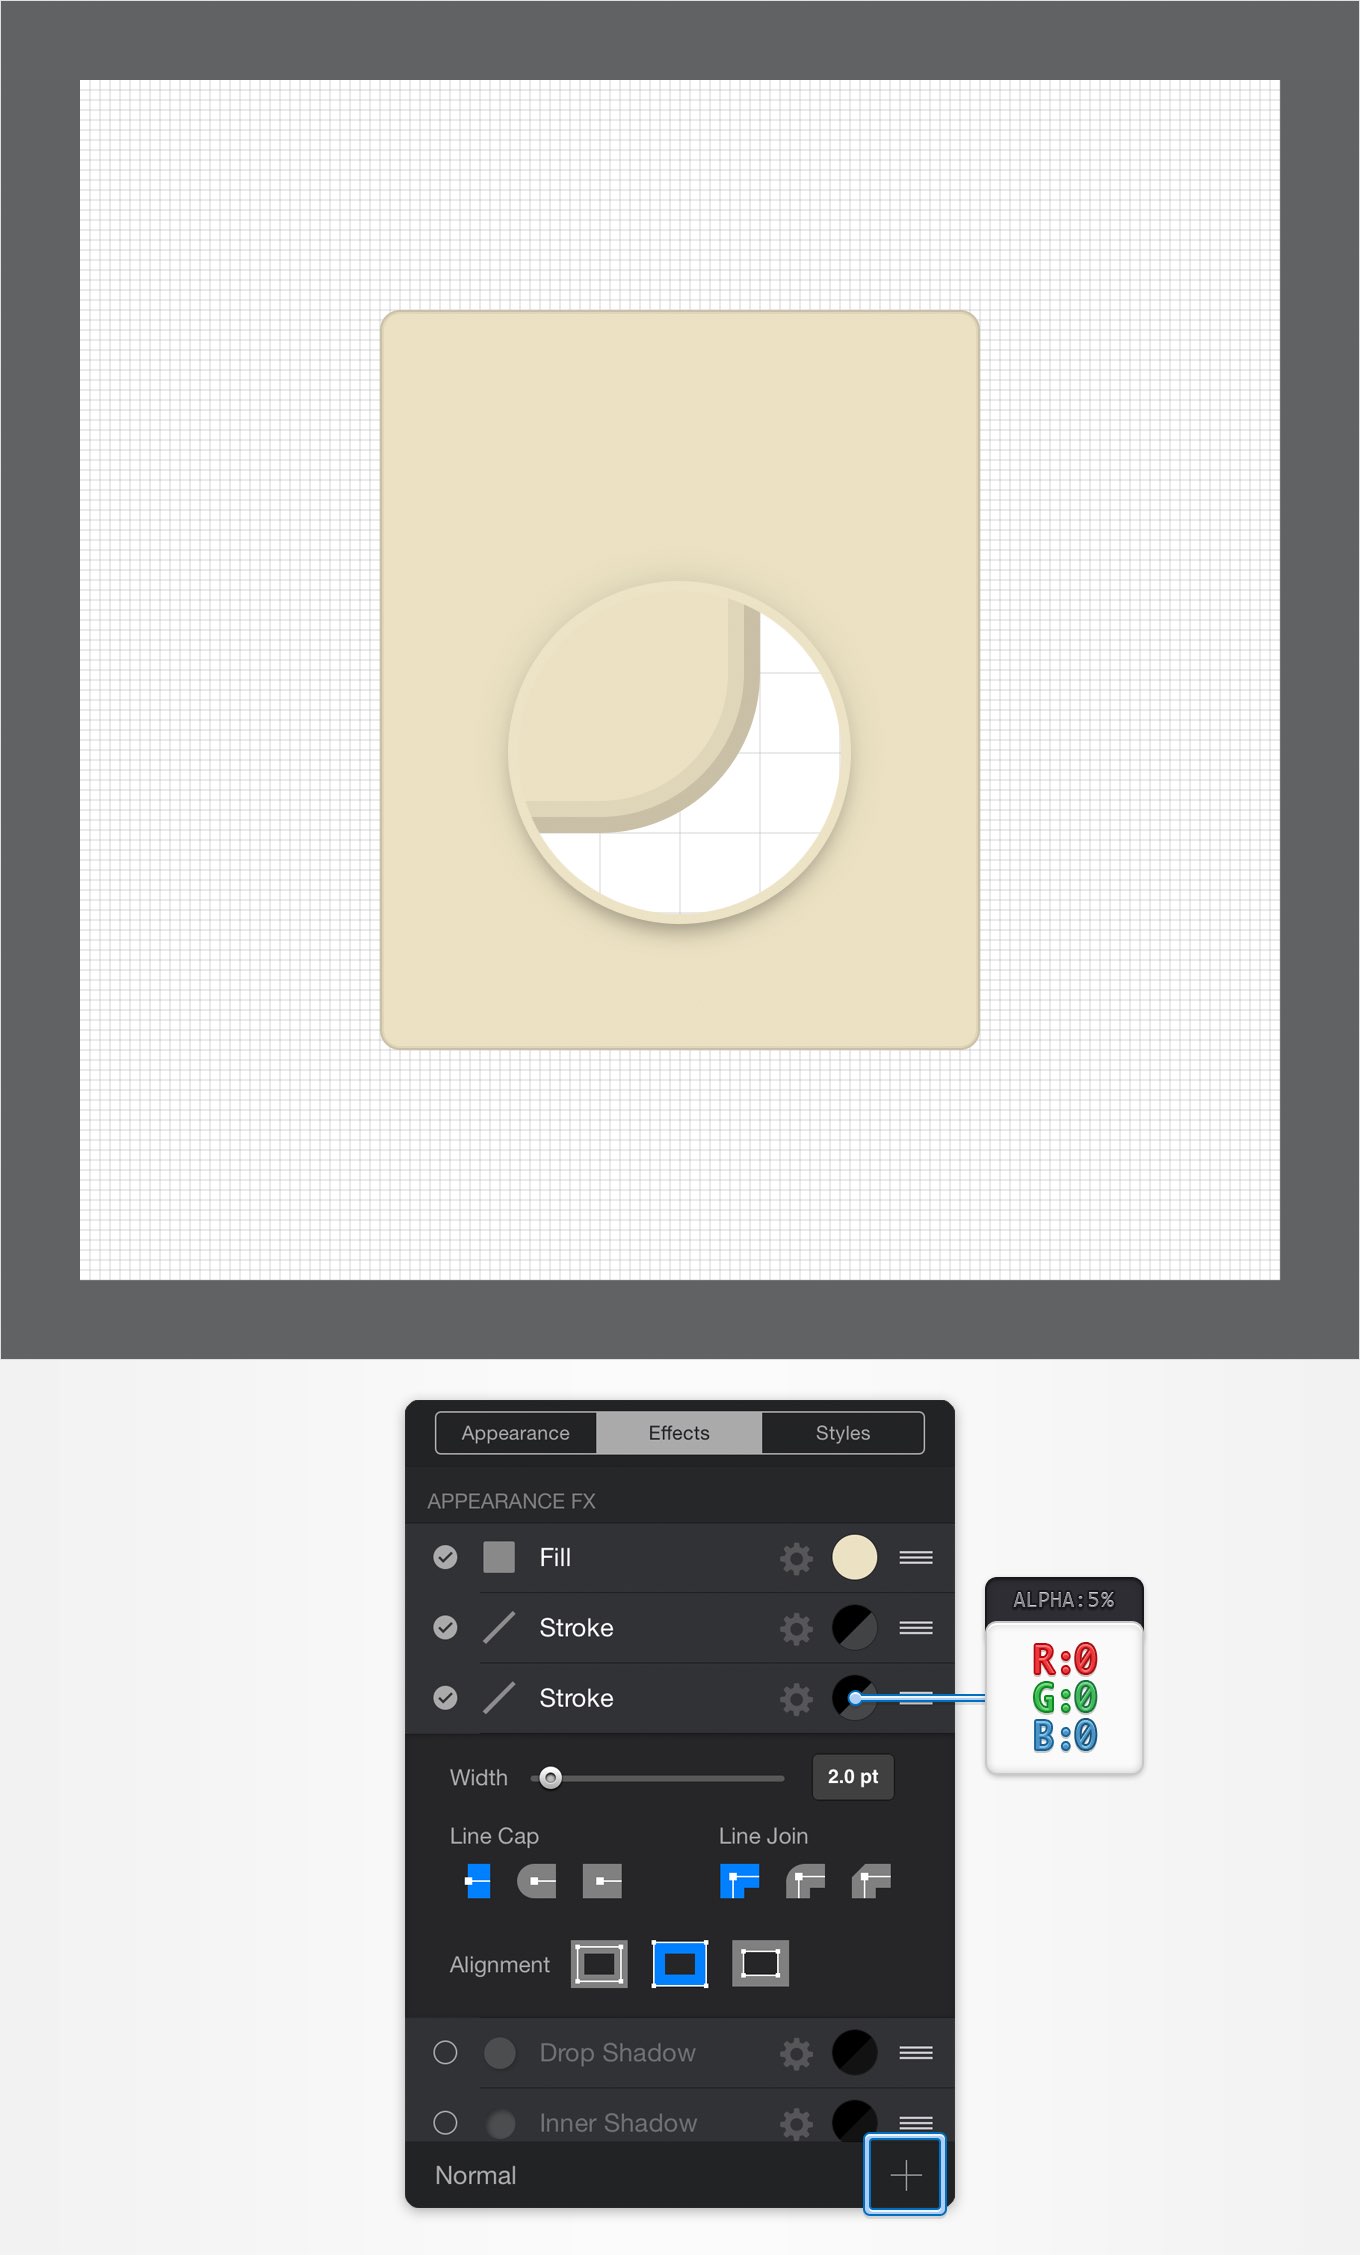 Appearance
Effects
Styles
APPEARANCE FX
Fill
Stroke
Stroke
ALPHA:5%
R:0
G:0
B:0
Width
2.0 pt
Line Cap
Line Join
Alignment
Drop Shadow
Inner Shadow
Normal